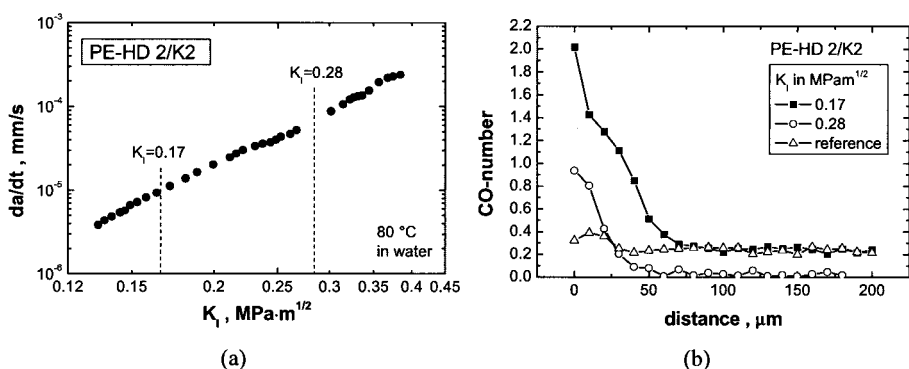 PE-HD 2/K2
K_I=0.28
K_I=0.17
80 °C
in water
10⁻³
10⁻⁴
10⁻⁵
10⁻⁶
da/dt , mm/s
0.12 0.15 0.2 0.25 0.3 0.35 0.4 0.45
K_I , MPa·m^1/2
(a)
PE-HD 2/K2
K_I in MPam^1/2
0.17
0.28
reference
2.2
2.0
1.8
1.6
1.4
1.2
1.0
0.8
0.6
0.4
0.2
0.0
CO-number
0 50 100 150 200
distance , µm
(b)